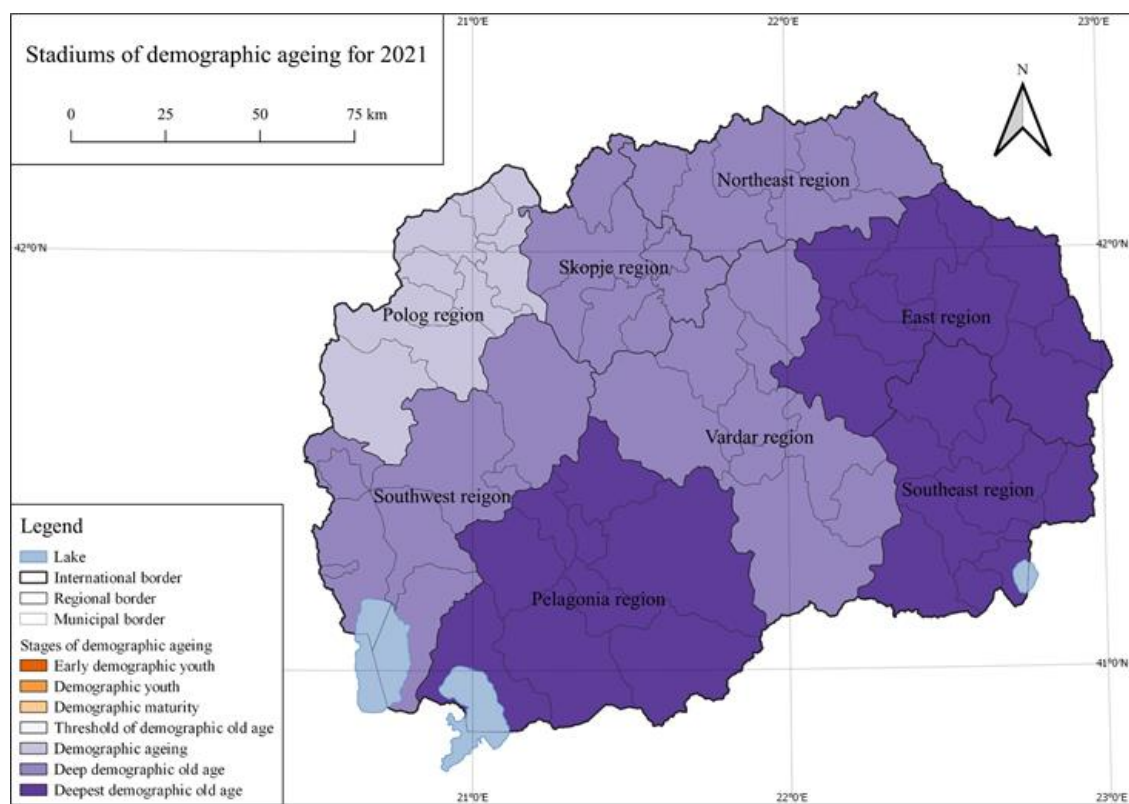 21°0'E
22°0'E
23°0'E
Stadiums of demographic ageing for 2021
0 25 50 75 km
N
Northeast region
42°0'N
42°0'N
Skopje region
Polog region
East region
Vardar region
Southwest reigon
Southeast region
Pelagonia region
Legend
Lake
International border
Regional border
Municipal border
Stages of demographic ageing
Early demographic youth
Demographic youth
Demographic maturity
Threshold of demographic old age
Demographic ageing
Deep demographic old age
Deepest demographic old age
41°0'N
21°0'E
22°0'E
23°0'E